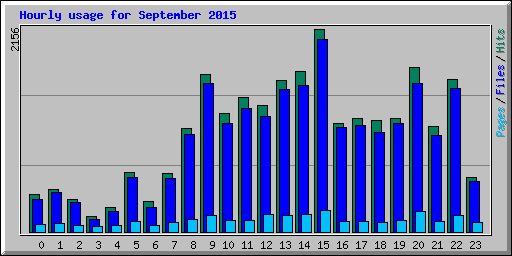 Hourly usage for September 2015
2156
Pages / Files / Hits
0 1 2 3 4 5 6 7 8 9 10 11 12 13 14 15 16 17 18 19 20 21 22 23